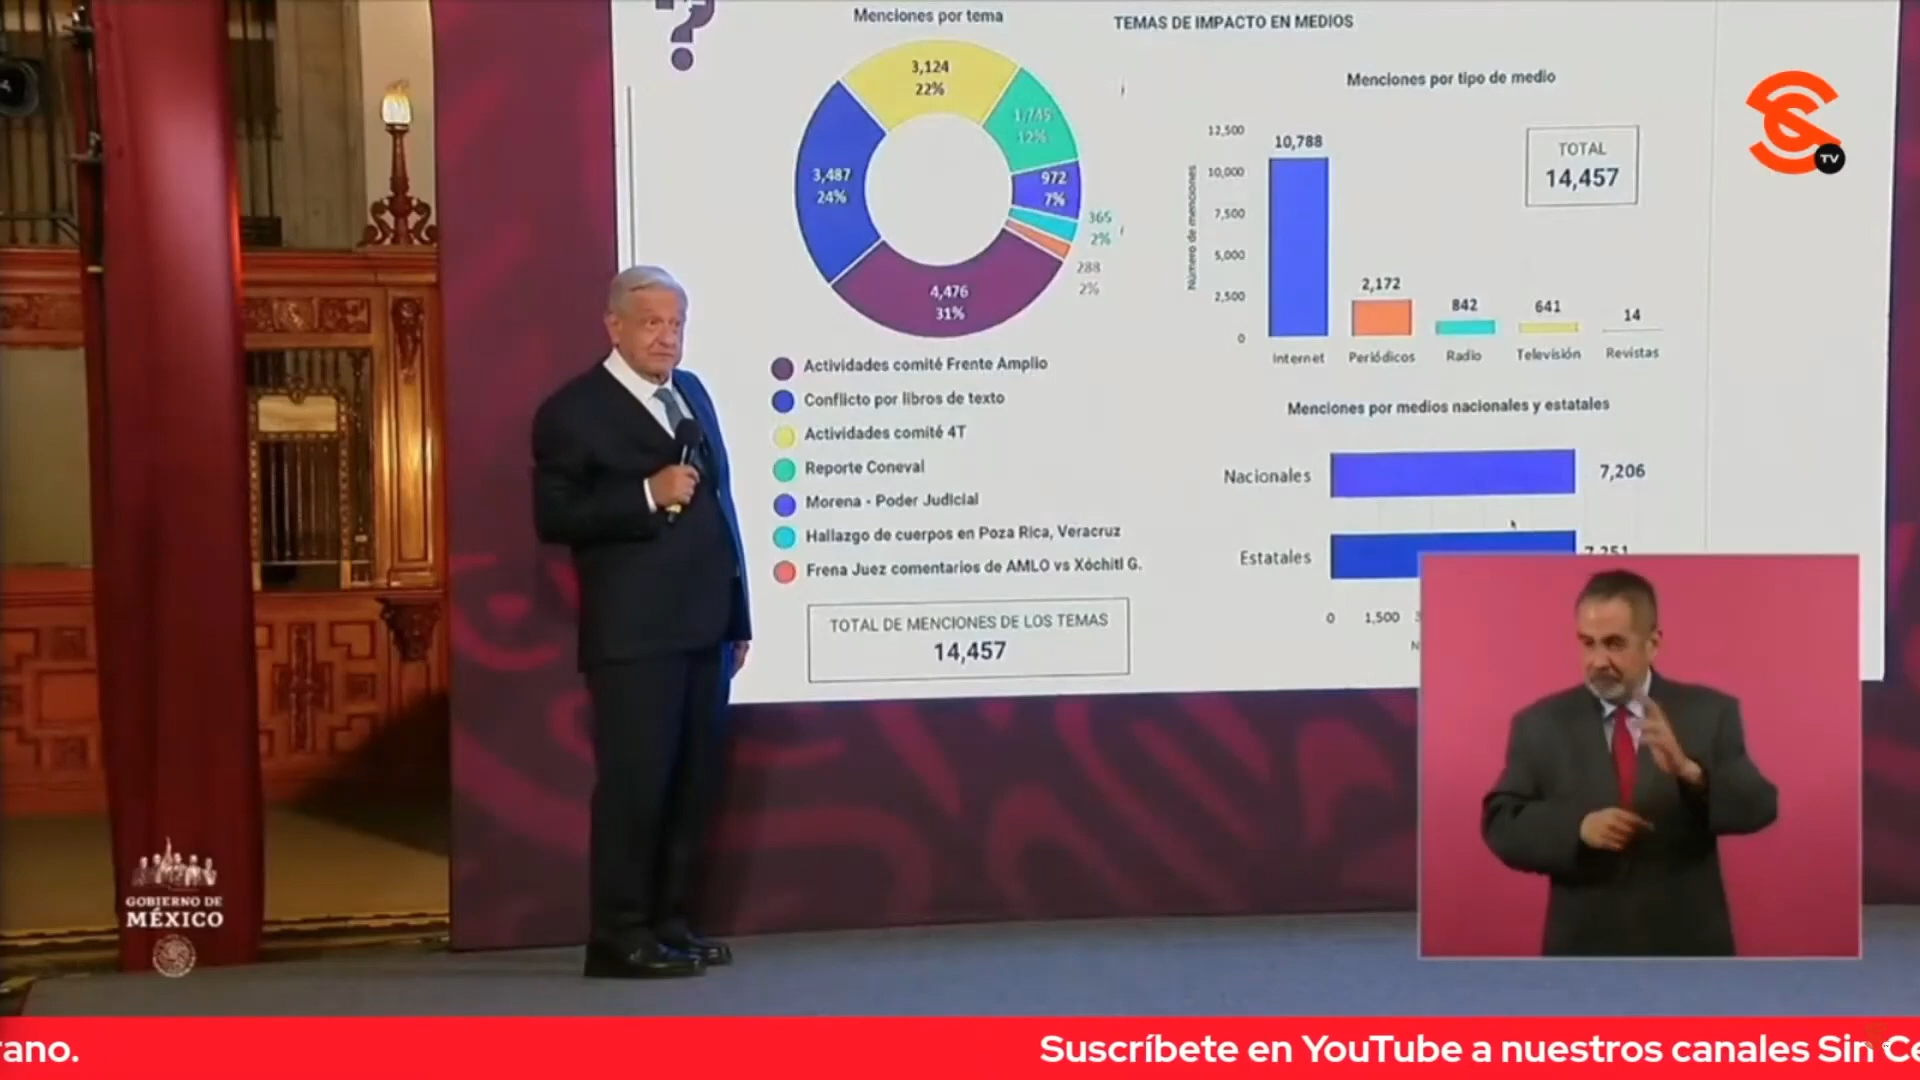 ?
Menciones por tema
3,124
22%
1,745
12%
972
7%
365
2%
288
2%
4,476
31%
3,487
24%
Actividades comité Frente Amplio
Conflicto por libros de texto
Actividades comité 4T
Reporte Coneval
Morena - Poder Judicial
Hallazgo de cuerpos en Poza Rica, Veracruz
Frena Juez comentarios de AMLO vs Xóchitl G.
TOTAL DE MENCIONES DE LOS TEMAS
14,457
TEMAS DE IMPACTO EN MEDIOS
Menciones por tipo de medio
Número de menciones
12,500
10,000
7,500
5,000
2,500
0
10,788
2,172
842
641
14
Internet
Periódicos
Radio
Televisión
Revistas
TOTAL
14,457
Menciones por medios nacionales y estatales
Nacionales
7,206
Estatales
7,251
0
1,500
TV
GOBIERNO DE
MÉXICO
rano.
Suscríbete en YouTube a nuestros canales Sin Ce